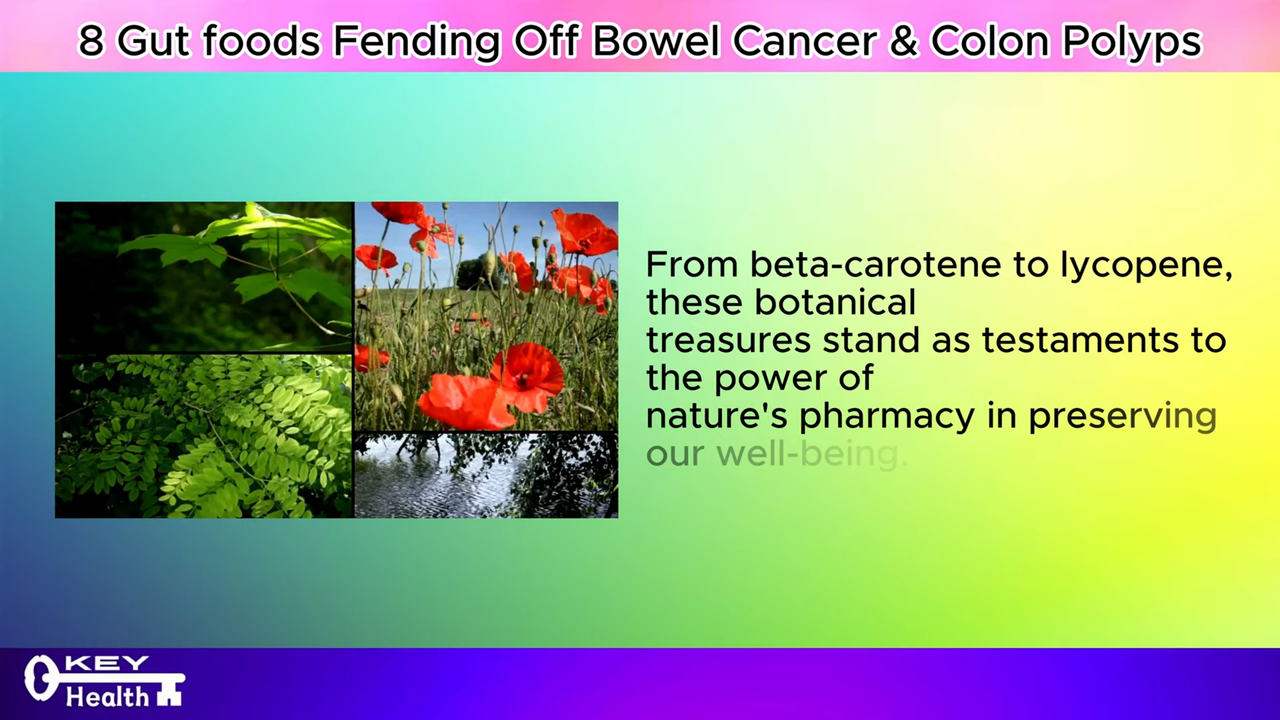 8 Gut foods Fending Off Bowel Cancer & Colon Polyps
From beta-carotene to lycopene,
these botanical
treasures stand as testaments to
the power of
nature's pharmacy in preserving
our well-being.
KEY
Health